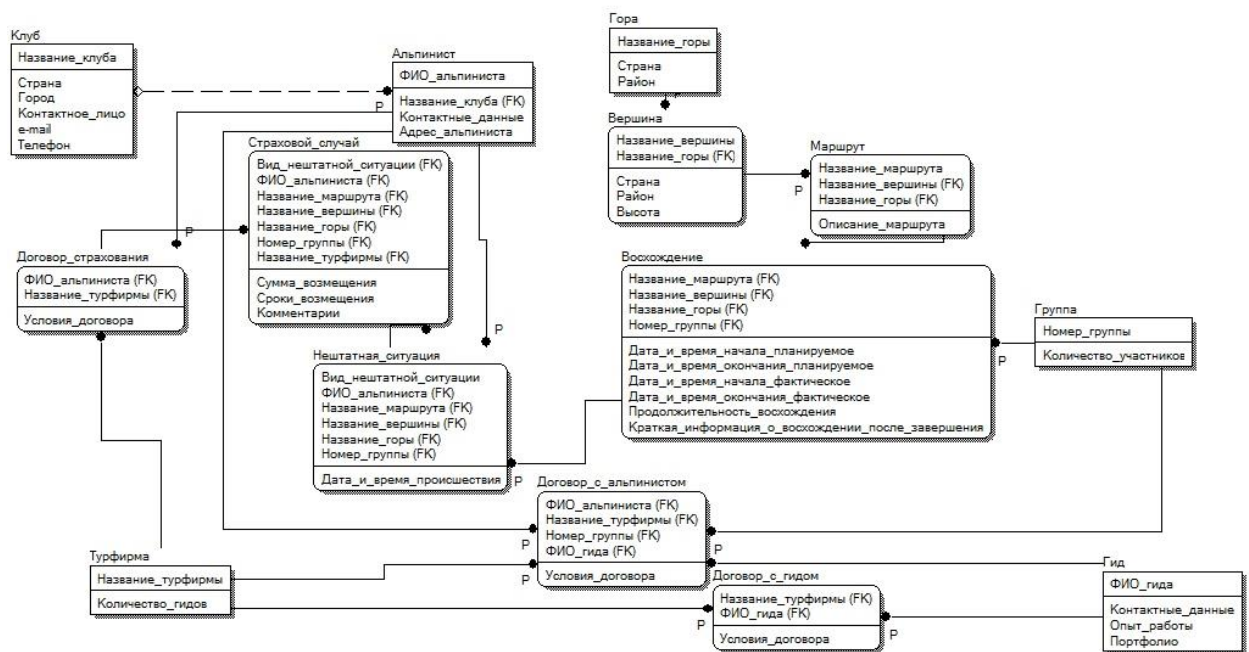 Клуб
Название_клуба
Страна
Город
Контактное_лицо
e-mail
Телефон
Альпинист
ФИО_альпиниста
Название_клуба (FK)
Контактные_данные
Адрес_альпиниста
P
Гора
Название_горы
Страна
Район
P
Вершина
Название_вершины
Название_горы (FK)
Страна
Район
Высота
P
Маршрут
Название_маршрута
Название_вершины (FK)
Название_горы (FK)
Описание_маршрута
Страховой_случай
Вид_нештатной_ситуации (FK)
ФИО_альпиниста (FK)
Название_маршрута (FK)
Название_вершины (FK)
Название_горы (FK)
Номер_группы (FK)
Название_турфирмы (FK)
Сумма_возмещения
Сроки_возмещения
Комментарии
P
Договор_страхования
ФИО_альпиниста (FK)
Название_турфирмы (FK)
Условия_договора
P
Нештатная_ситуация
Вид_нештатной_ситуации
ФИО_альпиниста (FK)
Название_маршрута (FK)
Название_вершины (FK)
Название_горы (FK)
Номер_группы (FK)
Дата_и_время_происшествия
P
Восхождение
Название_маршрута (FK)
Название_вершины (FK)
Название_горы (FK)
Номер_группы (FK)
Дата_и_время_начала_планируемое
Дата_и_время_окончания_планируемое
Дата_и_время_начала_фактическое
Дата_и_время_окончания_фактическое
Продолжительность_восхождения
Краткая_информация_о_восхождении_после_завершения
P
Группа
Номер_группы
Количество_участников
Договор_с_альпинистом
ФИО_альпиниста (FK)
Название_турфирмы (FK)
Номер_группы (FK)
ФИО_гида (FK)
Условия_договора
P
P
P
Турфирма
Название_турфирмы
Количество_гидов
Договор_с_гидом
Название_турфирмы (FK)
ФИО_гида (FK)
Условия_договора
P
P
Гид
ФИО_гида
Контактные_данные
Опыт_работы
Портфолио